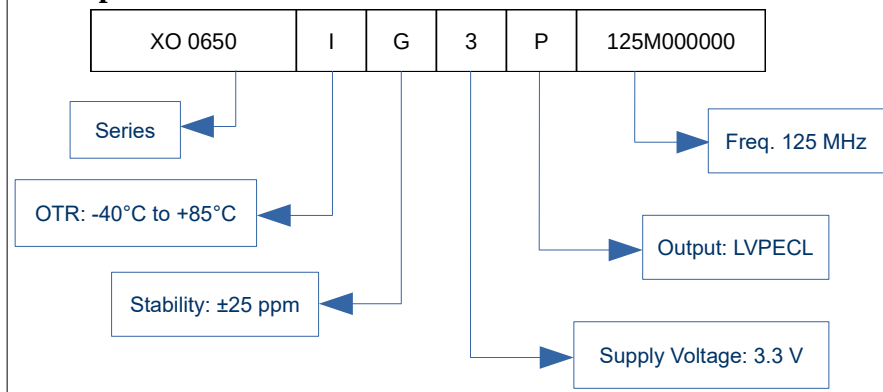 XO 0650 I G 3 P 125M000000
Series
Freq. 125 MHz
OTR: -40°C to +85°C
Output: LVPECL
Stability: ±25 ppm
Supply Voltage: 3.3 V